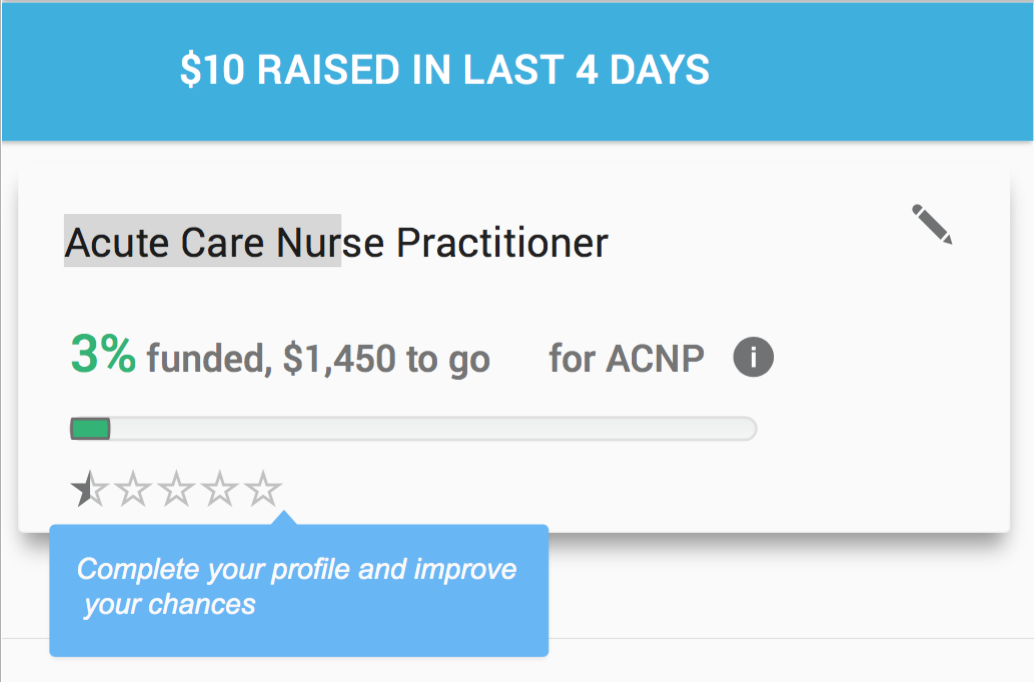 $10 RAISED IN LAST 4 DAYS
Acute Care Nurse Practitioner
3% funded, $1,450 to go for ACNP i
Complete your profile and improve
your chances